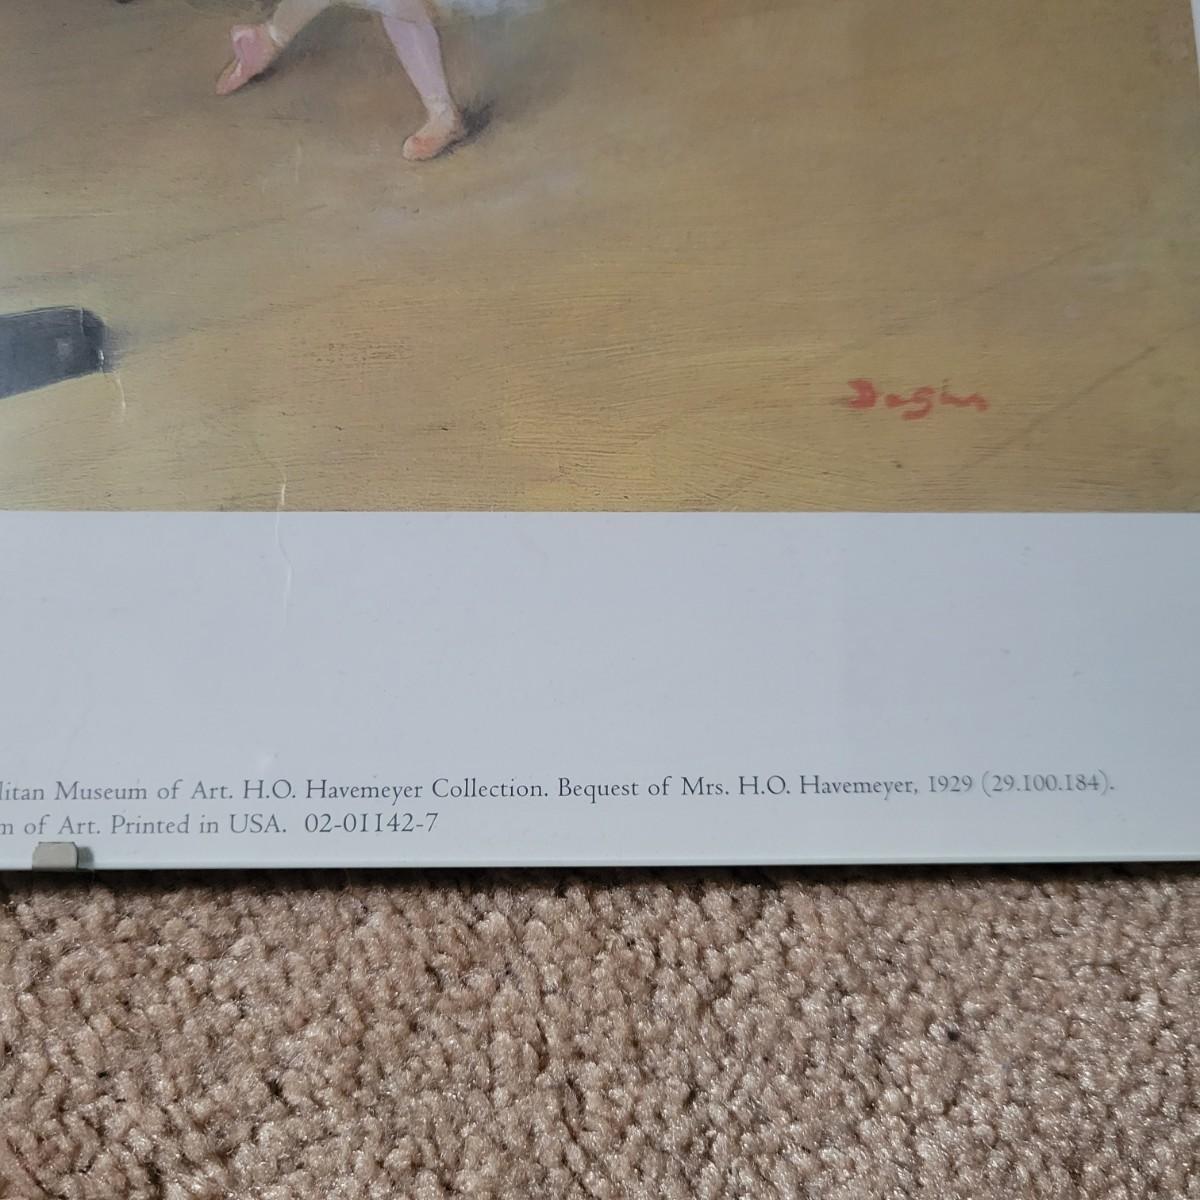 Degas
litan Museum of Art. H.O. Havemeyer Collection. Bequest of Mrs. H.O. Havemeyer, 1929 (29.100.184).
m of Art. Printed in USA. 02-01142-7